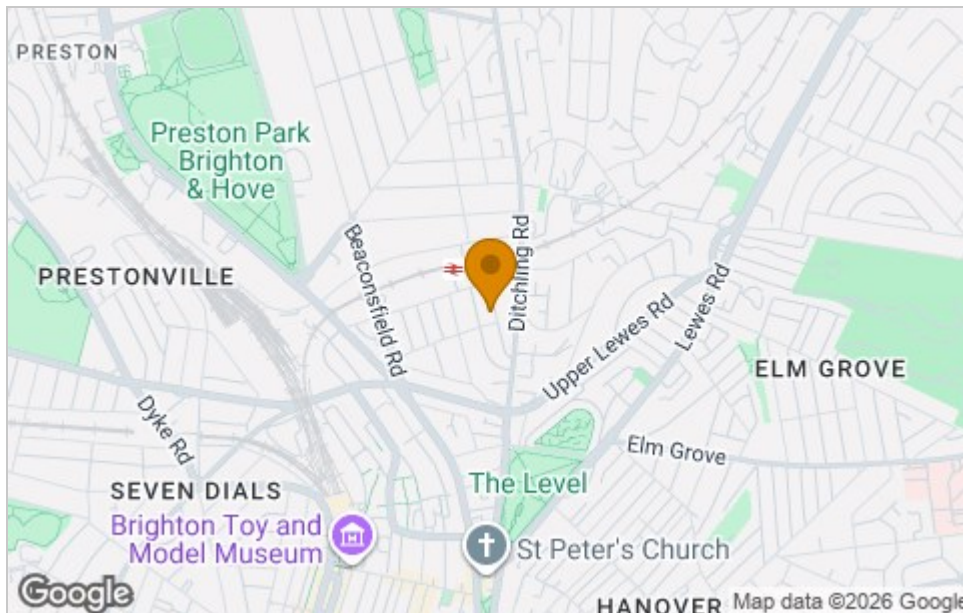 PRESTON
Preston Park
Brighton
& Hove
PRESTONVILLE
Beaconsfield Rd
Ditchling Rd
Upper Lewes Rd
Lewes Rd
ELM GROVE
Dyke Rd
Elm Grove
SEVEN DIALS
The Level
Brighton Toy and
Model Museum
St Peter's Church
Google
HANOVER
Map data ©2026 Google